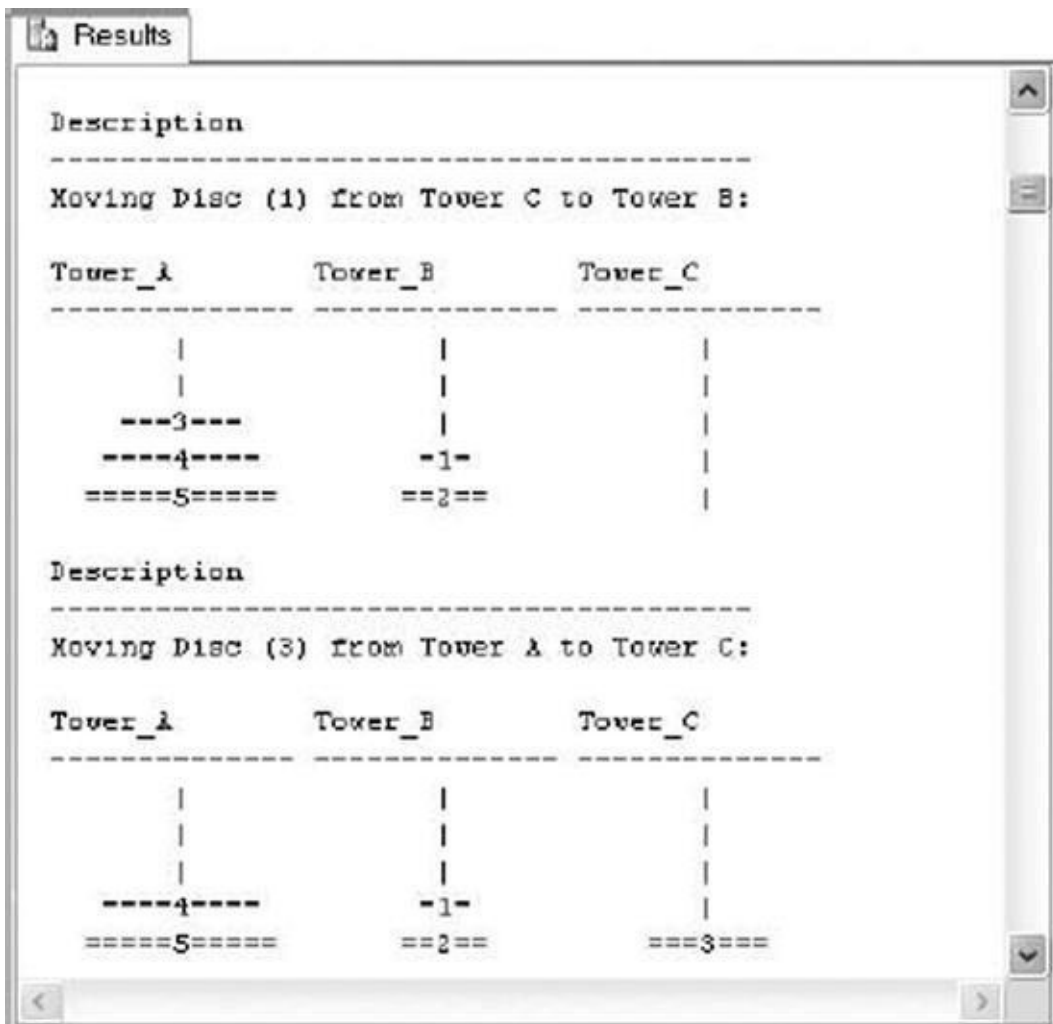 Results
Description
----------------------------------------
Moving Disc (1) from Tower C to Tower B:
Tower_A Tower_B Tower_C
-------------- -------------- --------------
| | |
| | |
---3--- | |
----4---- -1- |
=====5===== ==2== |
Description
----------------------------------------
Moving Disc (3) from Tower A to Tower C:
Tower_A Tower_B Tower_C
-------------- -------------- --------------
| | |
| | |
| | |
----4---- -1- |
=====5===== ==2== ===3===